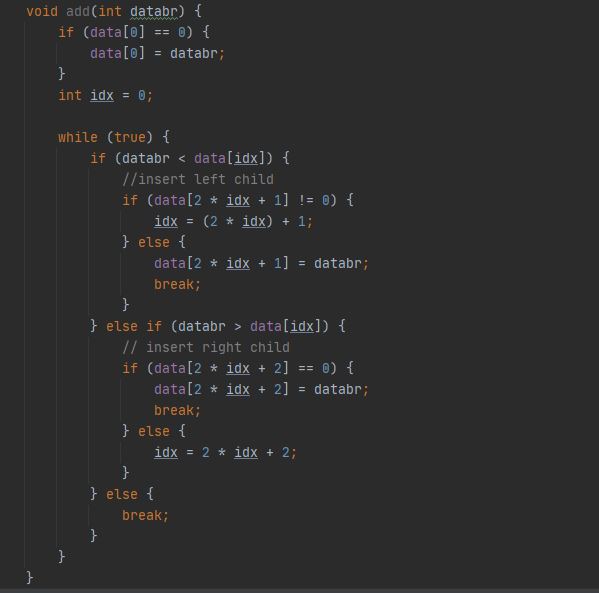 void add(int databr) {
    if (data[0] == 0) {
        data[0] = databr;
    }
    int idx = 0;

    while (true) {
        if (databr < data[idx]) {
            //insert left child
            if (data[2 * idx + 1] != 0) {
                idx = (2 * idx) + 1;
            } else {
                data[2 * idx + 1] = databr;
                break;
            }
        } else if (databr > data[idx]) {
            // insert right child
            if (data[2 * idx + 2] == 0) {
                data[2 * idx + 2] = databr;
                break;
            } else {
                idx = 2 * idx + 2;
            }
        } else {
            break;
        }
    }
}